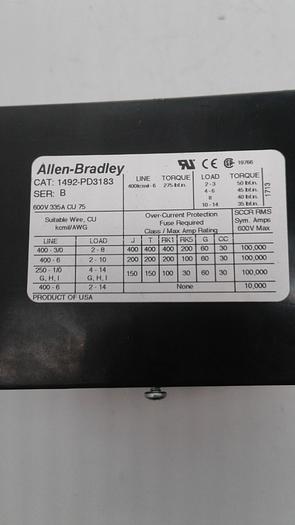 Allen-Bradley
CAT: 1492-PD3183
SER: B
600V 335A CU 75
LINE TORQUE LOAD TORQUE
400kcmil - 6 275 lb.in. 2 - 3 50 lb.in.
4 - 6 45 lb.in.
8 40 lb.in.
10 - 14 35 lb.in.
19766
1713
Suitable Wire, CU
kcmil/AWG
Over-Current Protection
Fuse Required
Class / Max Amp Rating
SCCR RMS
Sym. Amps
600V Max
LINE LOAD J T RK1 RK5 G CC
400 - 3/0 2 - 8 400 400 400 200 60 30 100,000
400 - 6 2 - 10 200 200 200 100 60 30 100,000
250 - 1/0 4 - 14 150 150 100 30 60 30 100,000
G, H, I G, H, I
400 - 6 2 - 14 None 10,000
PRODUCT OF USA